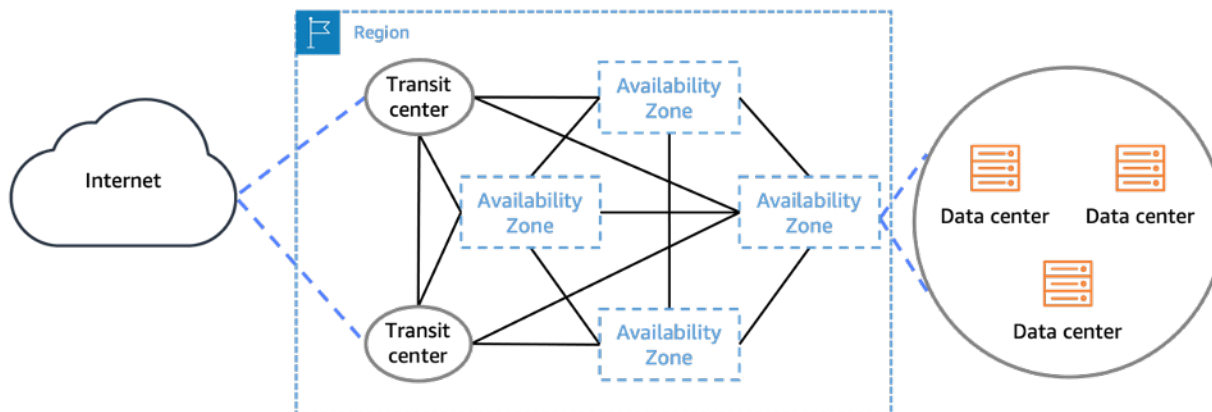 Region
Transit
center
Availability
Zone
Internet
Availability
Zone
Availability
Zone
Data center
Data center
Transit
center
Availability
Zone
Data center